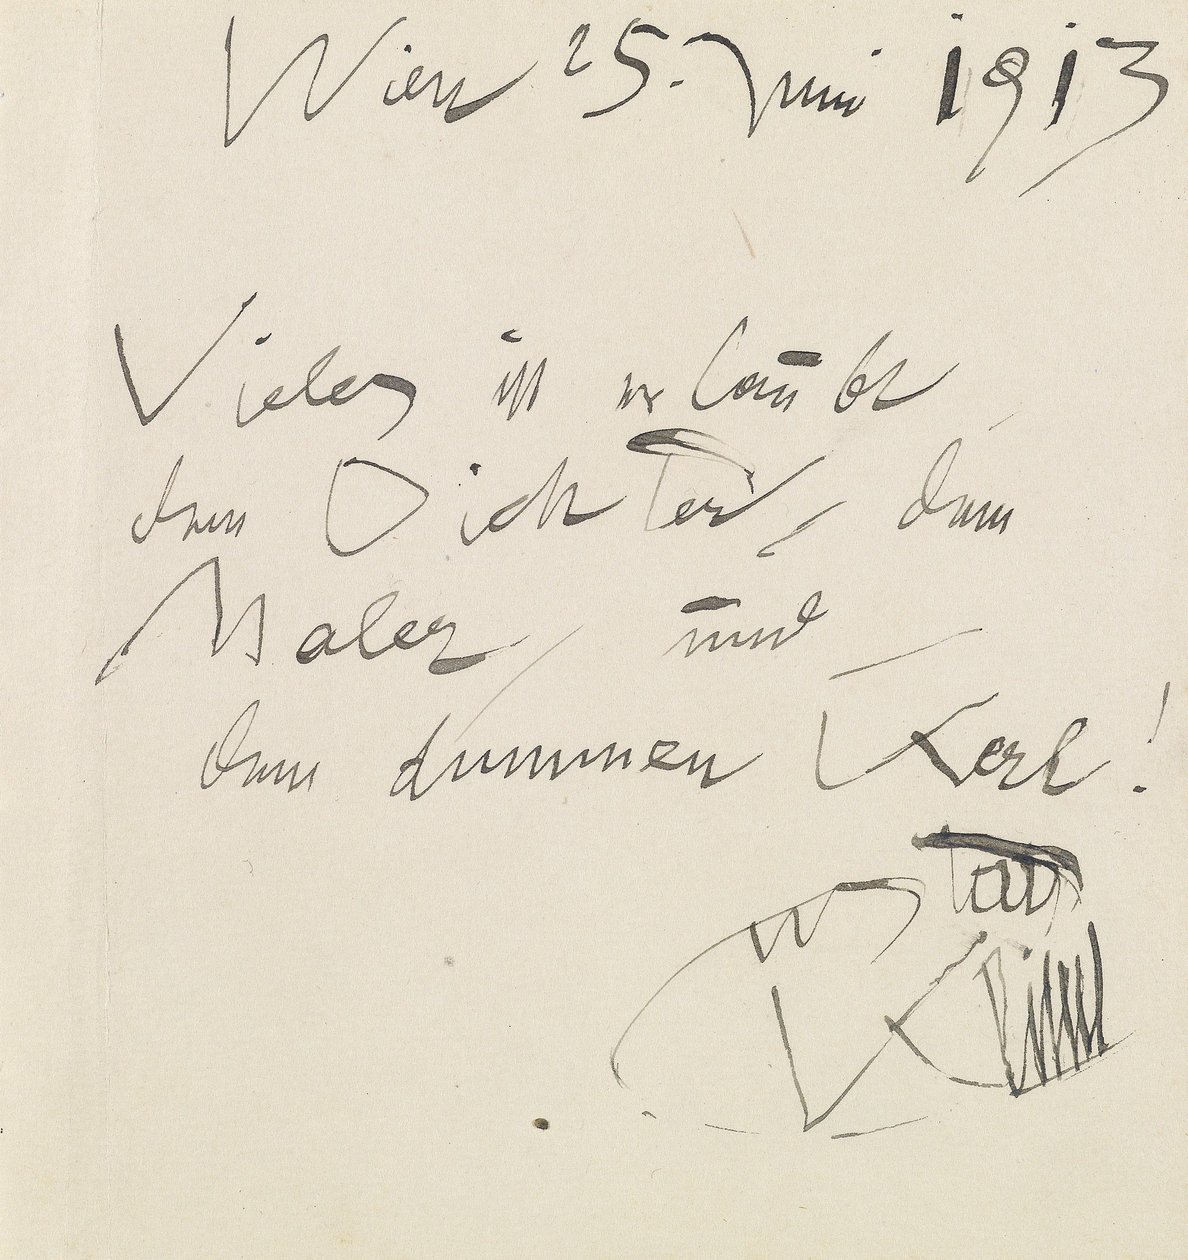 Wien 25. Juni 1913
Vieles ist erlaubt
dem Dichter, dem
Maler, und
dem dummen Kerl!
Gustav
Klimt